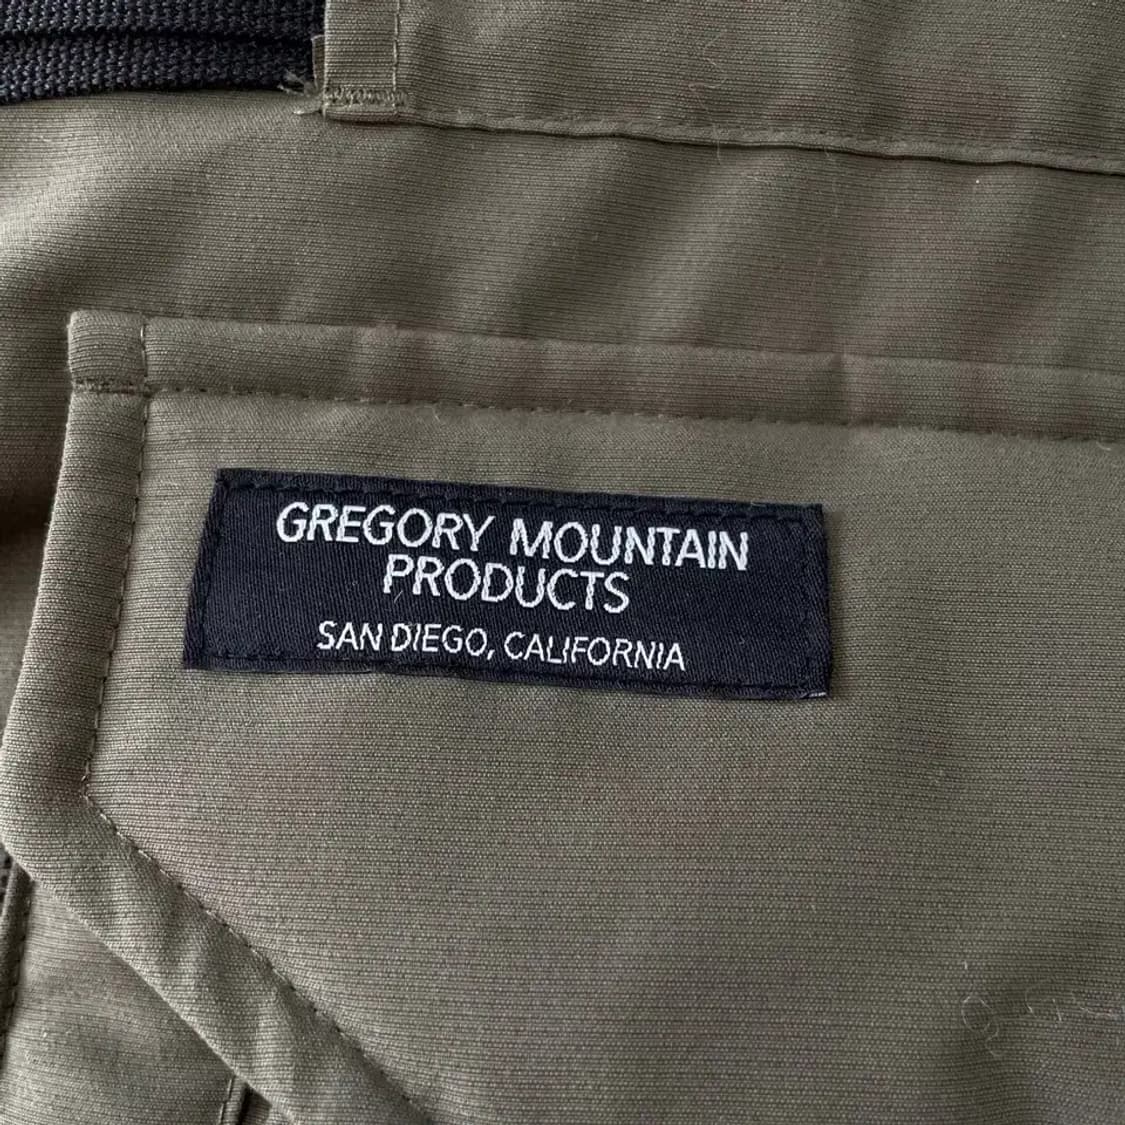 GREGORY MOUNTAIN
PRODUCTS
SAN DIEGO, CALIFORNIA